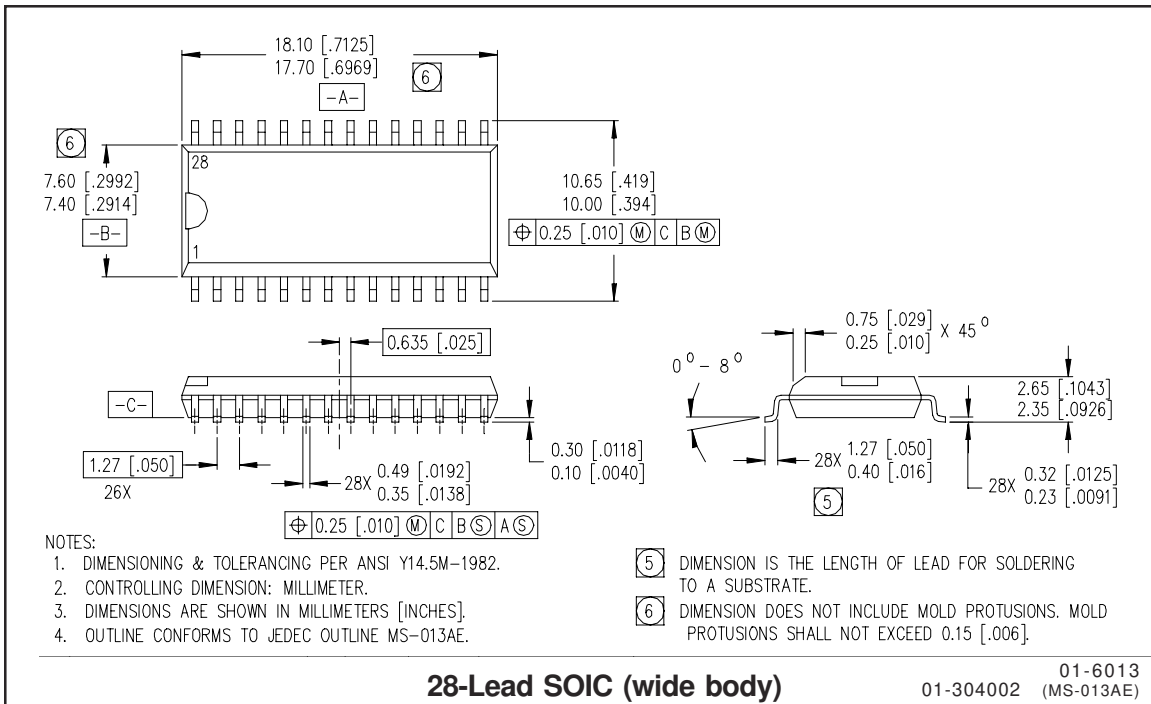 18.10 [.7125]
17.70 [.6969]
6
-A-
6
28
7.60 [.2992]
7.40 [.2914]
-B-
1
10.65 [.419]
10.00 [.394]
⌖ 0.25 [.010] Ⓜ C B Ⓜ
0.635 [.025]
-C-
1.27 [.050]
26X
28X 0.49 [.0192]
0.35 [.0138]
⌖ 0.25 [.010] Ⓜ C B Ⓢ A Ⓢ
0.30 [.0118]
0.10 [.0040]
0.75 [.029]
0.25 [.010] X 45°
0° - 8°
2.65 [.1043]
2.35 [.0926]
28X 1.27 [.050]
0.40 [.016]
5
28X 0.32 [.0125]
0.23 [.0091]
NOTES:
1. DIMENSIONING & TOLERANCING PER ANSI Y14.5M-1982.
2. CONTROLLING DIMENSION: MILLIMETER.
3. DIMENSIONS ARE SHOWN IN MILLIMETERS [INCHES].
4. OUTLINE CONFORMS TO JEDEC OUTLINE MS-013AE.
5 DIMENSION IS THE LENGTH OF LEAD FOR SOLDERING
TO A SUBSTRATE.
6 DIMENSION DOES NOT INCLUDE MOLD PROTUSIONS. MOLD
PROTUSIONS SHALL NOT EXCEED 0.15 [.006].
28-Lead SOIC (wide body)
01-6013
01-304002 (MS-013AE)